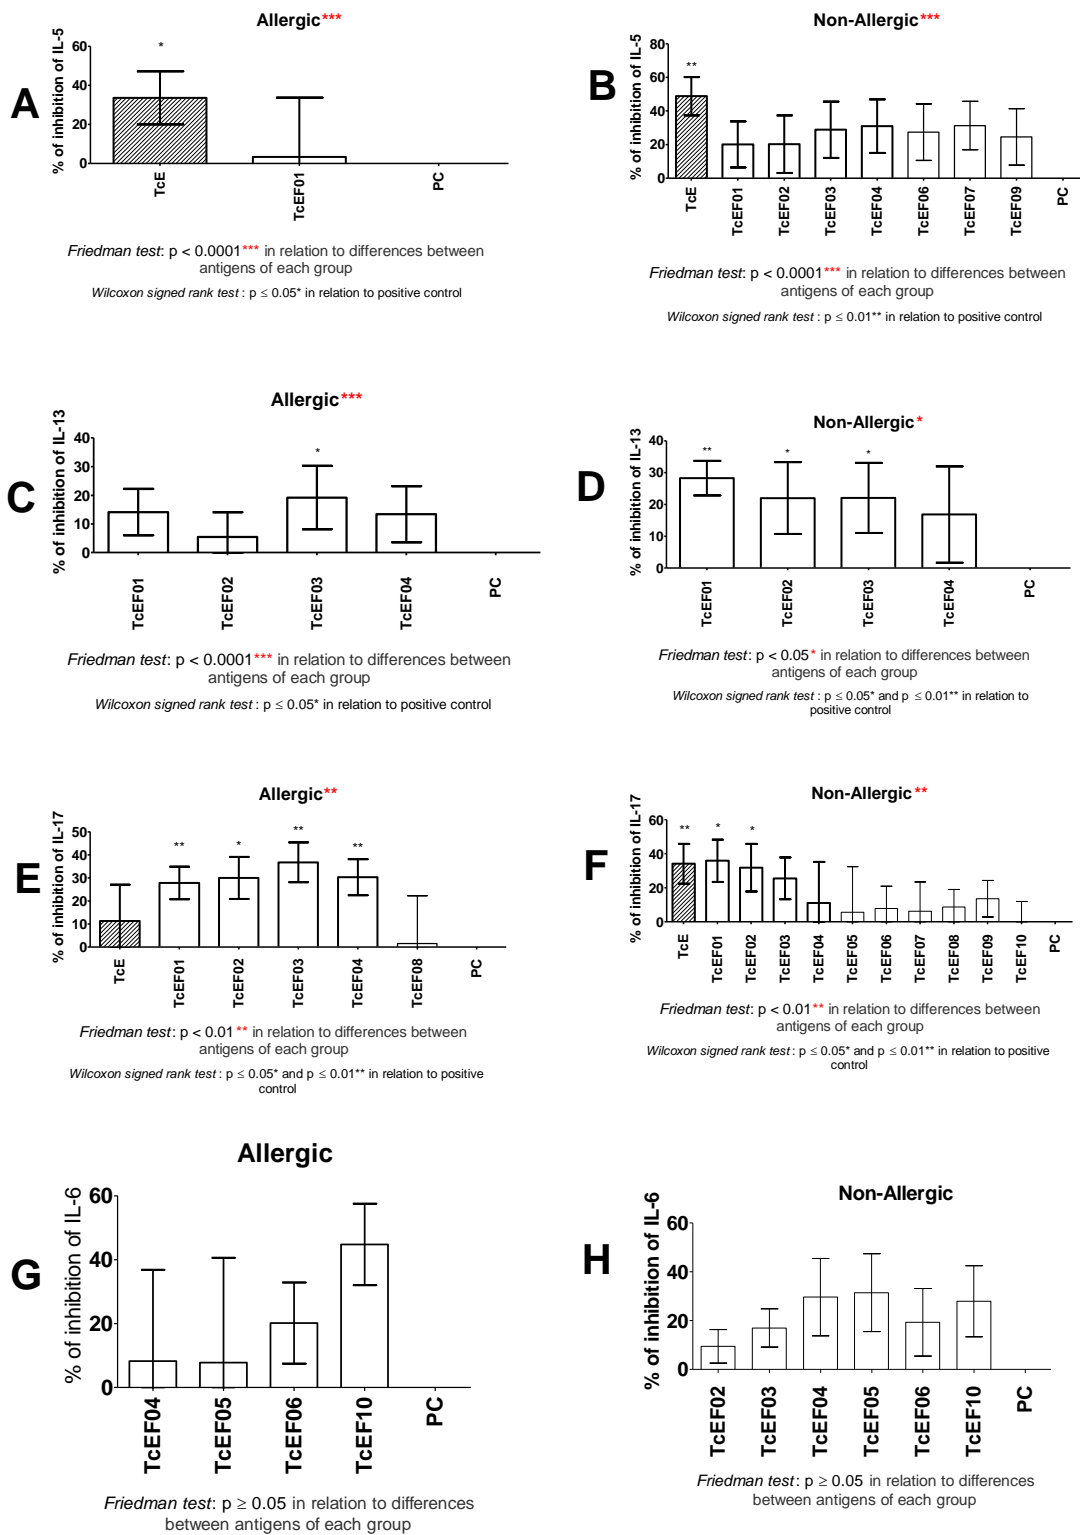 A
Allergic***
% of inhibition of IL-5
60
40
20
0
*
TcE
TcEF01
PC
Friedman test: p < 0.0001*** in relation to differences between
antigens of each group
Wilcoxon signed rank test : p ≤ 0.05* in relation to positive control
B
Non-Allergic***
% of inhibition of IL-5
80
60
40
20
0
**
TcE
TcEF01
TcEF02
TcEF03
TcEF04
TcEF06
TcEF07
TcEF09
PC
Friedman test: p < 0.0001*** in relation to differences between
antigens of each group
Wilcoxon signed rank test : p ≤ 0.01** in relation to positive control
C
Allergic***
% of inhibition of IL-13
40
30
20
10
0
*
TcEF01
TcEF02
TcEF03
TcEF04
PC
Friedman test: p < 0.0001*** in relation to differences between
antigens of each group
Wilcoxon signed rank test : p ≤ 0.05* in relation to positive control
D
Non-Allergic*
% of inhibition of IL-13
40
30
20
10
0
** * *
TcEF01
TcEF02
TcEF03
TcEF04
PC
Friedman test: p < 0.05* in relation to differences between
antigens of each group
Wilcoxon signed rank test : p ≤ 0.05* and p ≤ 0.01** in relation to
positive control
E
Allergic**
% of inhibition of IL-17
50
40
30
20
10
0
** * ** **
TcE
TcEF01
TcEF02
TcEF03
TcEF04
TcEF08
PC
Friedman test: p < 0.01** in relation to differences between
antigens of each group
Wilcoxon signed rank test : p ≤ 0.05* and p ≤ 0.01** in relation to positive
control
F
Non-Allergic**
% of inhibition of IL-17
60
40
20
0
** * *
TcE
TcEF01
TcEF02
TcEF03
TcEF04
TcEF05
TcEF06
TcEF07
TcEF08
TcEF09
TcEF10
PC
Friedman test: p < 0.01** in relation to differences between
antigens of each group
Wilcoxon signed rank test : p ≤ 0.05* and p ≤ 0.01** in relation to positive
control
G
Allergic
% of inhibition of IL-6
60
40
20
0
TcEF04
TcEF05
TcEF06
TcEF10
PC
Friedman test: p ≥ 0.05 in relation to differences
between antigens of each group
H
Non-Allergic
% of inhibition of IL-6
60
40
20
0
TcEF02
TcEF03
TcEF04
TcEF05
TcEF06
TcEF10
PC
Friedman test: p ≥ 0.05 in relation to differences
between antigens of each group